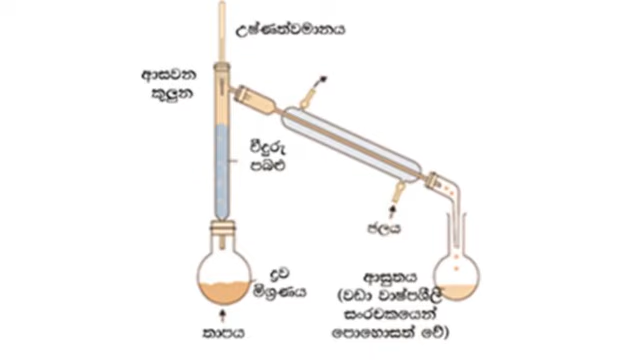 උෂ්ණත්වමානය
ආසවන
කුලුන
වීදුරු
පබළු
ජලය
ද්‍රව
මිශ්‍රණය
තාපය
ආසුතය
(වඩා වාෂ්පශීලී
සංරචකයෙන්
පොහොසත් වේ)